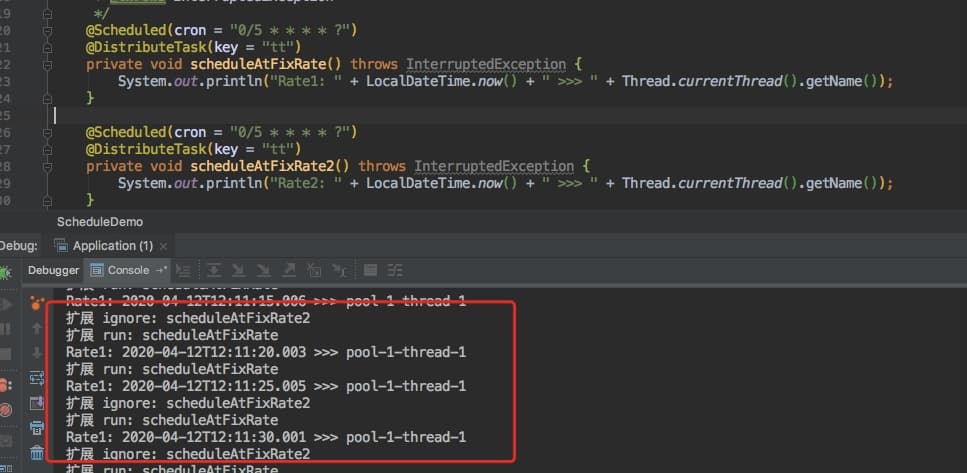 19 */
20 @Scheduled(cron = "0/5 * * * * ?")
21 @DistributeTask(key = "tt")
22 private void scheduleAtFixRate() throws InterruptedException {
23 System.out.println("Rate1: " + LocalDateTime.now() + " >>> " + Thread.currentThread().getName());
24 }
25
26 @Scheduled(cron = "0/5 * * * * ?")
27 @DistributeTask(key = "tt")
28 private void scheduleAtFixRate2() throws InterruptedException {
29 System.out.println("Rate2: " + LocalDateTime.now() + " >>> " + Thread.currentThread().getName());
30 }
ScheduleDemo
Debug: Application (1)
Debugger Console
Rate1: 2020-04-12T12:11:15.006 >>> pool-1-thread-1
扩展 ignore: scheduleAtFixRate2
扩展 run: scheduleAtFixRate
Rate1: 2020-04-12T12:11:20.003 >>> pool-1-thread-1
扩展 run: scheduleAtFixRate
Rate1: 2020-04-12T12:11:25.005 >>> pool-1-thread-1
扩展 ignore: scheduleAtFixRate2
扩展 run: scheduleAtFixRate
Rate1: 2020-04-12T12:11:30.001 >>> pool-1-thread-1
扩展 ignore: scheduleAtFixRate2
扩展 run: scheduleAtFixRate